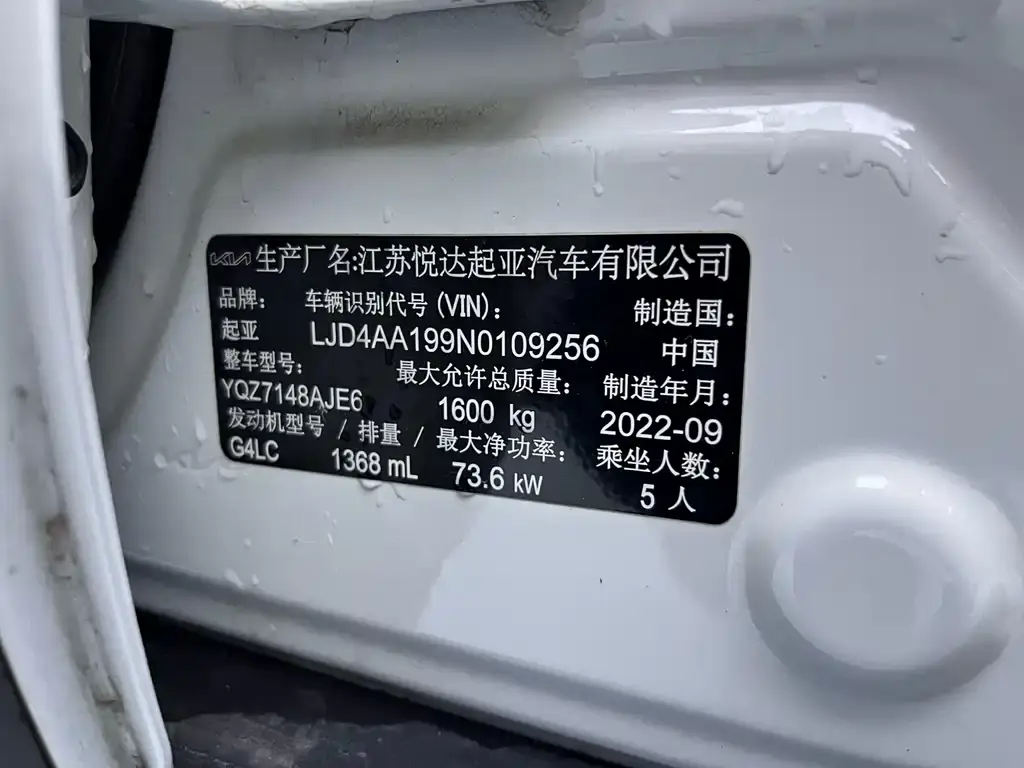 KIA 生产厂名:江苏悦达起亚汽车有限公司
品牌: 车辆识别代号(VIN): 制造国:
起亚 LJD4AA199N0109256 中国
整车型号: 最大允许总质量: 制造年月:
YQZ7148AJE6 1600 kg 2022-09
发动机型号 / 排量 / 最大净功率: 乘坐人数:
G4LC 1368 mL 73.6 kW 5 人